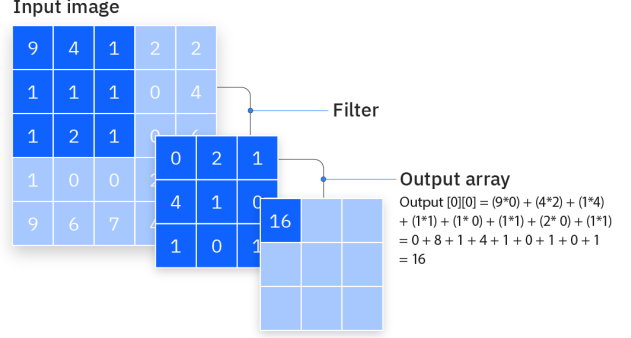 Input image
9 4 1 2 2
1 1 1 0 4
1 2 1 0
1 0 0 2
9 6 7 4
Filter
0 2 1
4 1 0
1 0 1
Output array
16
Output [0][0] = (9*0) + (4*2) + (1*4)
+ (1*1) + (1* 0) + (1*1) + (2* 0) + (1*1)
= 0 + 8 + 1 + 4 + 1 + 0 + 1 + 0 + 1
= 16